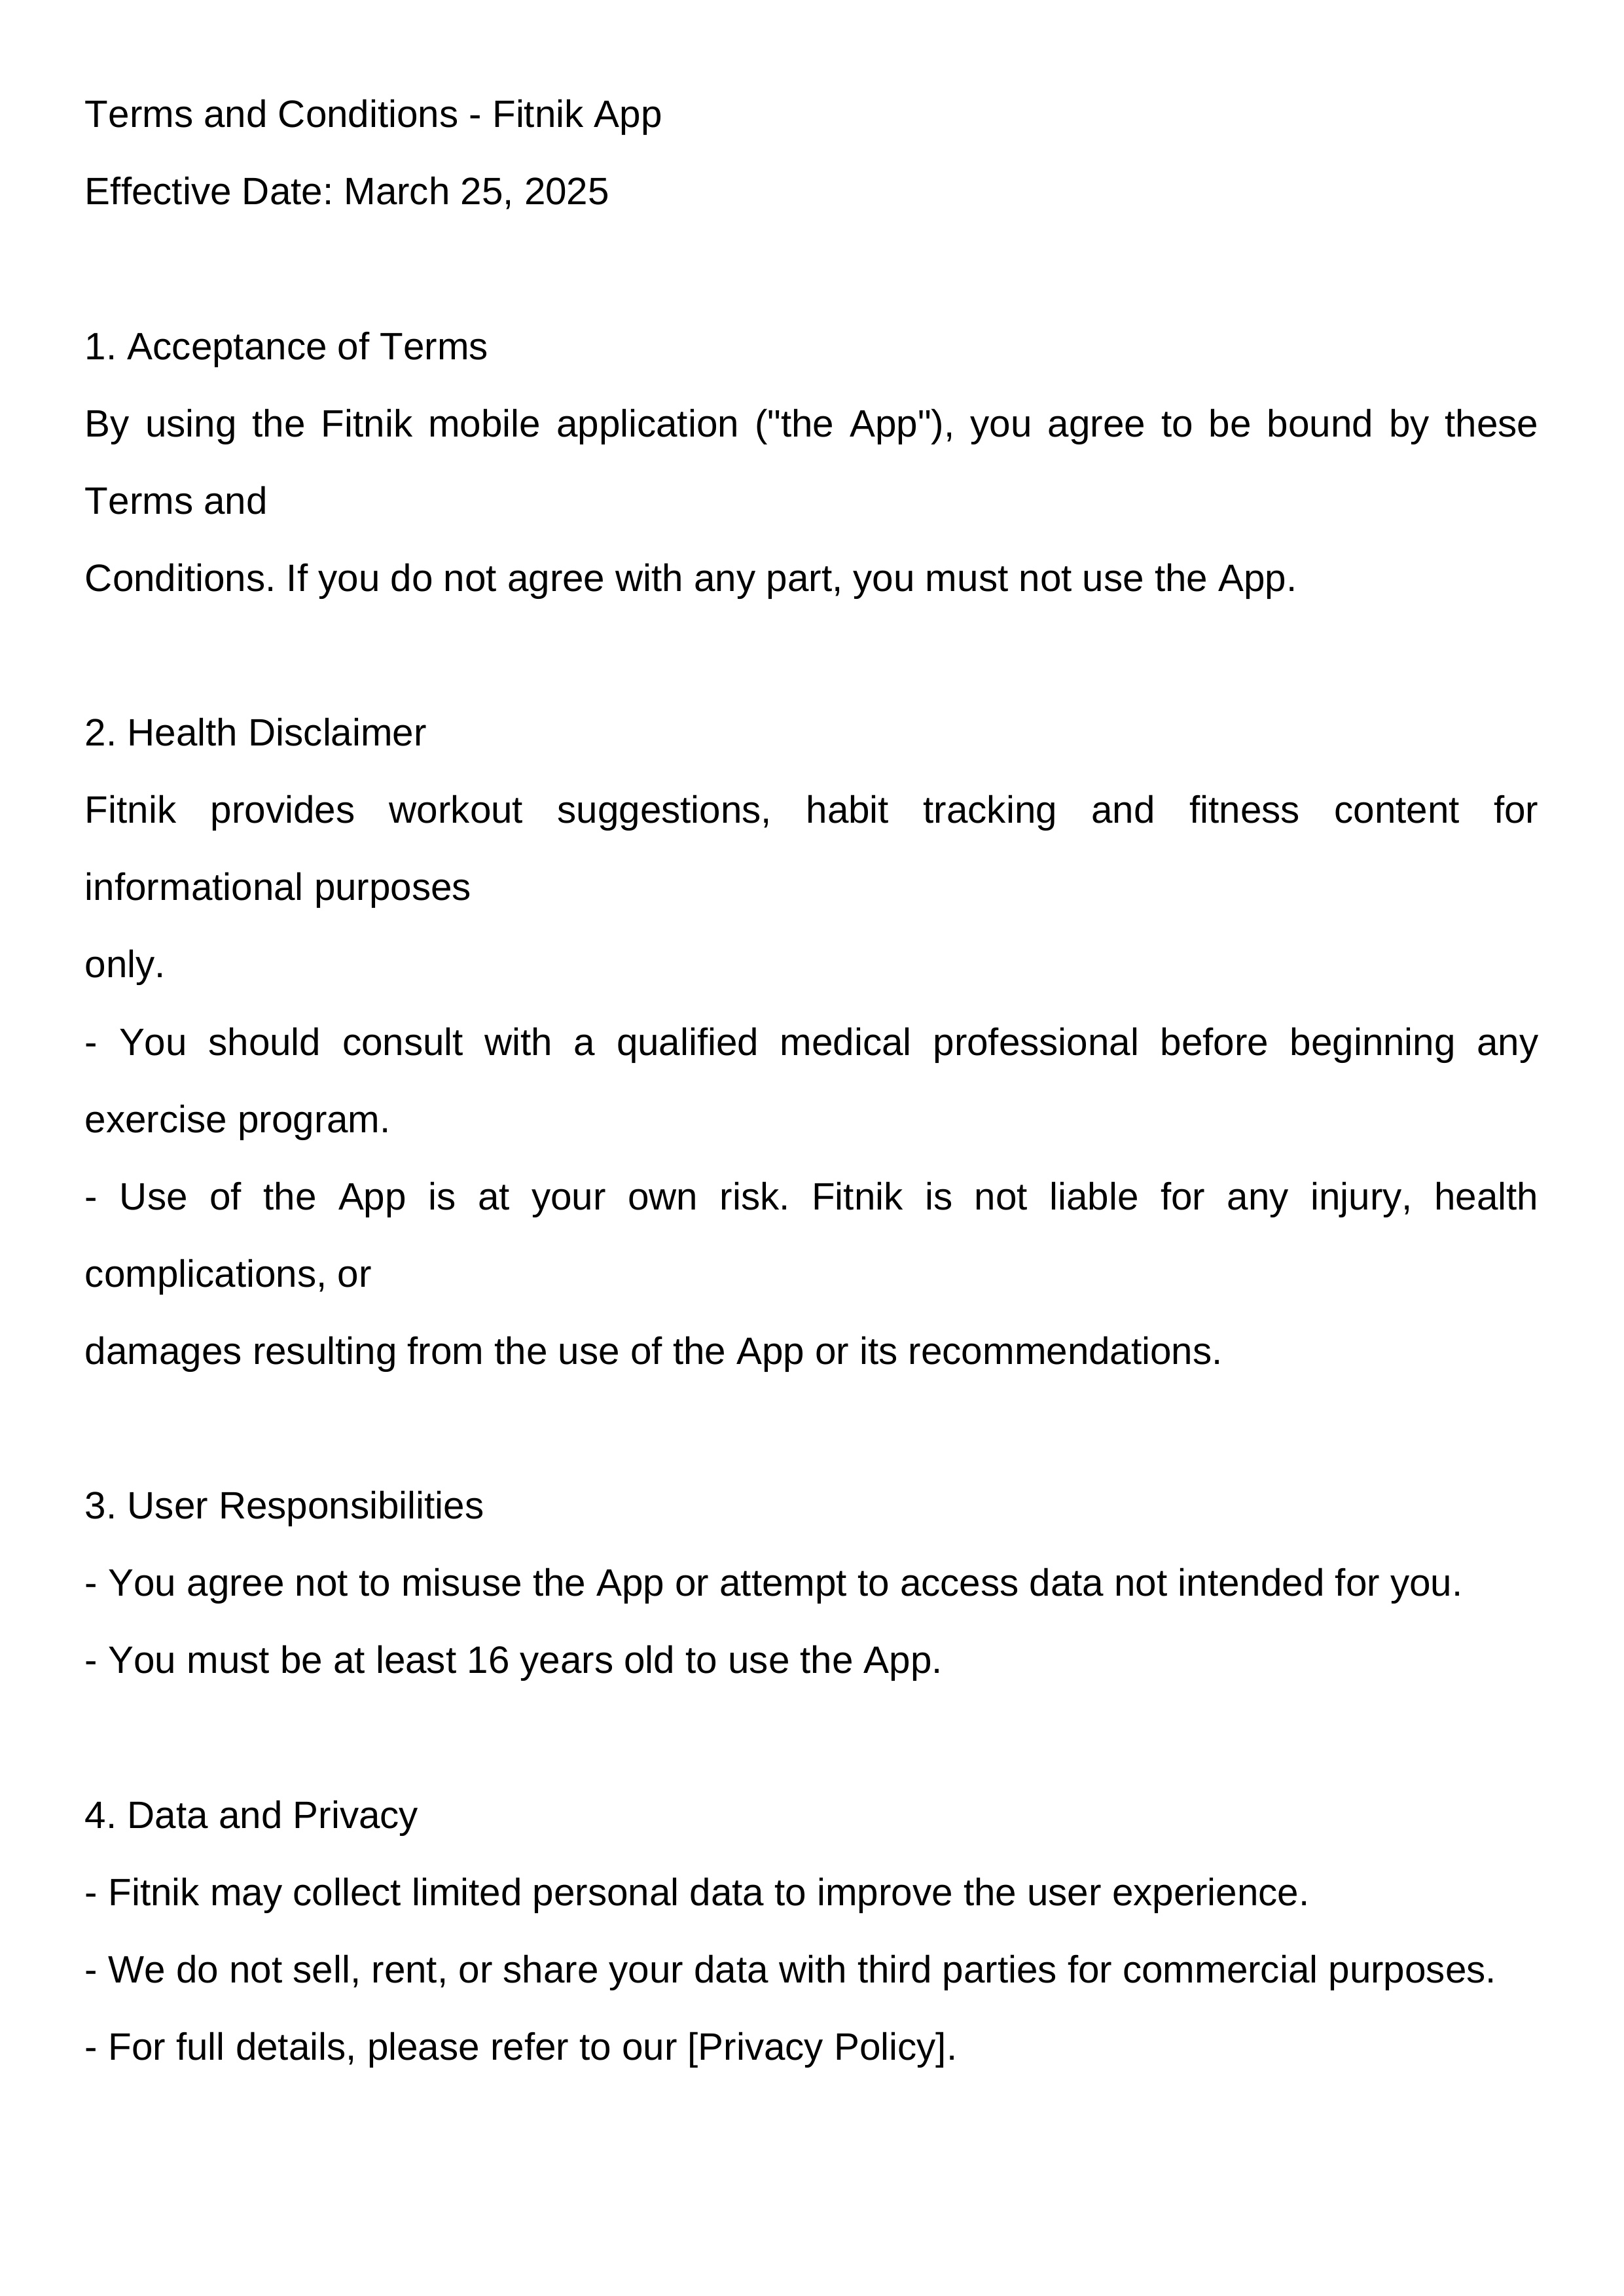 Terms and Conditions - Fitnik App
Effective Date: March 25, 2025
1. Acceptance of Terms
By using the Fitnik mobile application ("the App"), you agree to be bound by these
Terms and
Conditions. If you do not agree with any part, you must not use the App.
2. Health Disclaimer
Fitnik provides workout suggestions, habit tracking and fitness content for
informational purposes
only.
- You should consult with a qualified medical professional before beginning any
exercise program.
- Use of the App is at your own risk. Fitnik is not liable for any injury, health
complications, or
damages resulting from the use of the App or its recommendations.
3. User Responsibilities
- You agree not to misuse the App or attempt to access data not intended for you.
- You must be at least 16 years old to use the App.
4. Data and Privacy
- Fitnik may collect limited personal data to improve the user experience.
- We do not sell, rent, or share your data with third parties for commercial purposes.
- For full details, please refer to our [Privacy Policy].